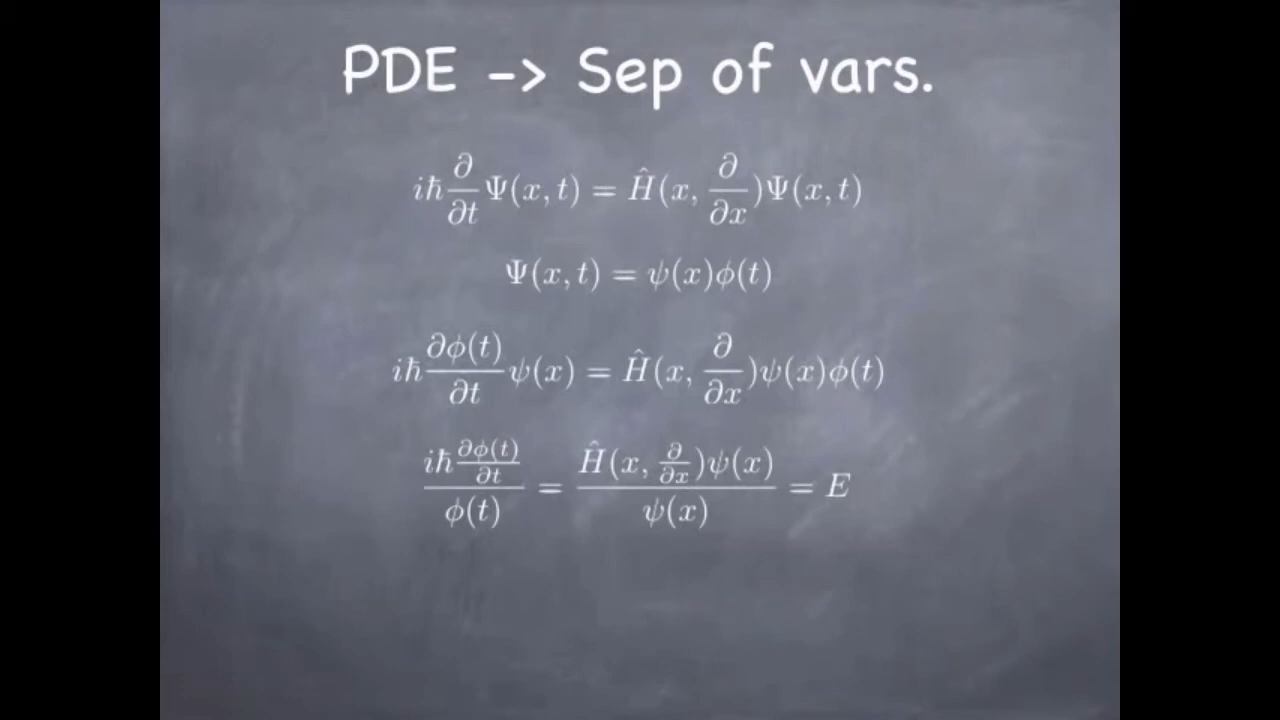 PDE -> Sep of vars.
iħ ∂/∂t Ψ(x, t) = Ĥ(x, ∂/∂x)Ψ(x, t)
Ψ(x, t) = ψ(x)ϕ(t)
iħ ∂ϕ(t)/∂t ψ(x) = Ĥ(x, ∂/∂x)ψ(x)ϕ(t)
iħ ∂ϕ(t)/∂t / ϕ(t) = Ĥ(x, ∂/∂x)ψ(x) / ψ(x) = E